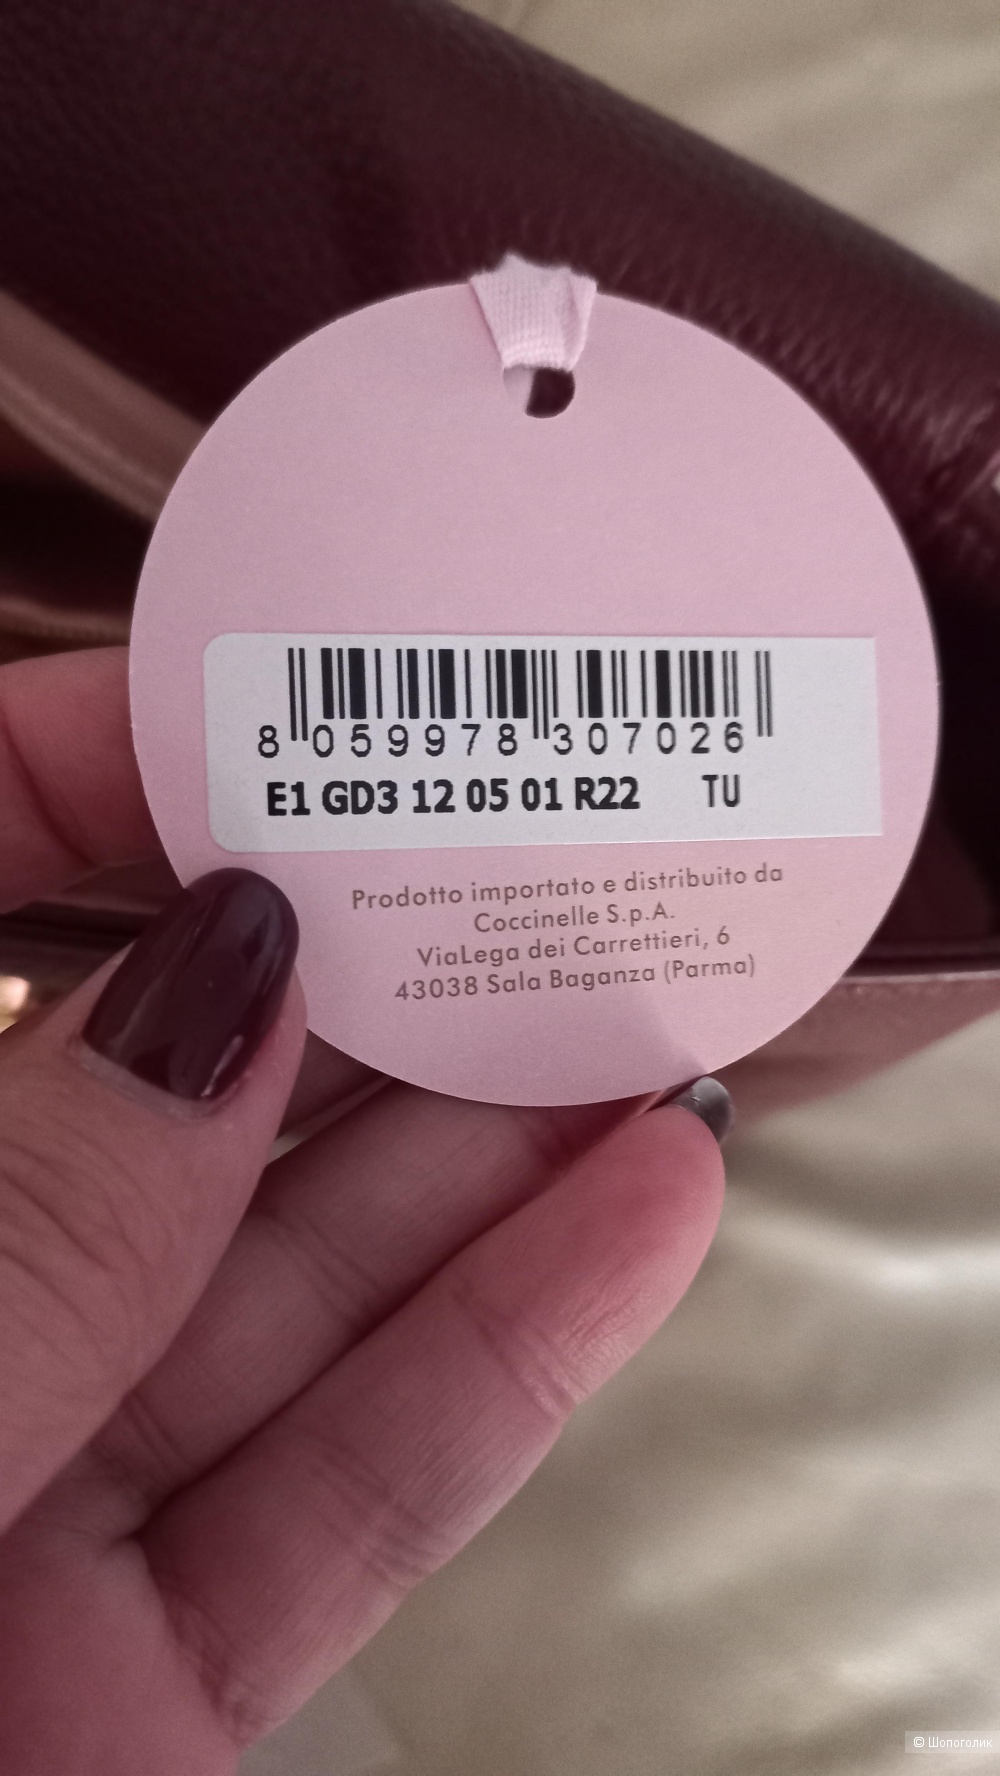 8 059978 307026
E1 GD3 12 05 01 R22 TU
Prodotto importato e distribuito da
Coccinelle S.p.A.
ViaLega dei Carrettieri, 6
43038 Sala Baganza (Parma)
© Шопоголик